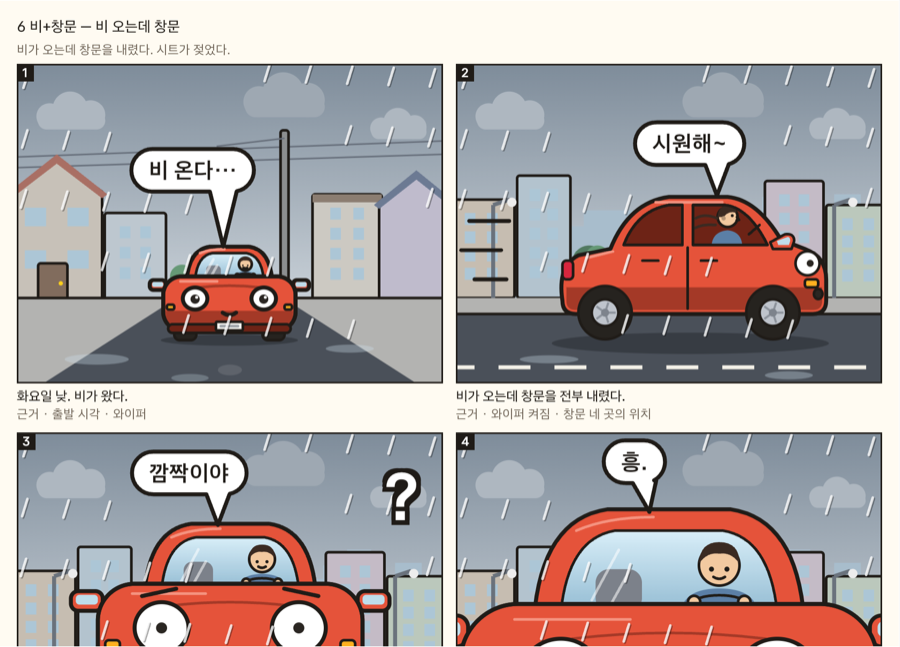 6 비+창문 — 비 오는데 창문
비가 오는데 창문을 내렸다. 시트가 젖었다.
1
비 온다…
화요일 낮. 비가 왔다.
근거 · 출발 시각 · 와이퍼
2
시원해~
비가 오는데 창문을 전부 내렸다.
근거 · 와이퍼 켜짐 · 창문 네 곳의 위치
3
깜짝이야
?
4
흥.